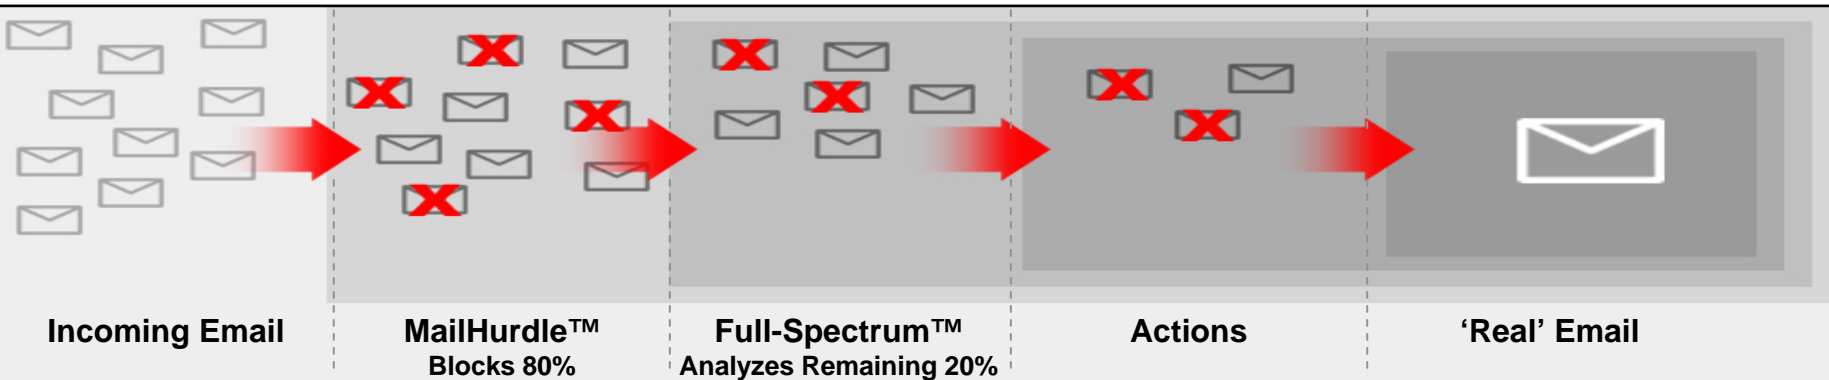 Incoming Email
MailHurdle™
Blocks 80%
Full-Spectrum™
Analyzes Remaining 20%
Actions
‘Real’ Email